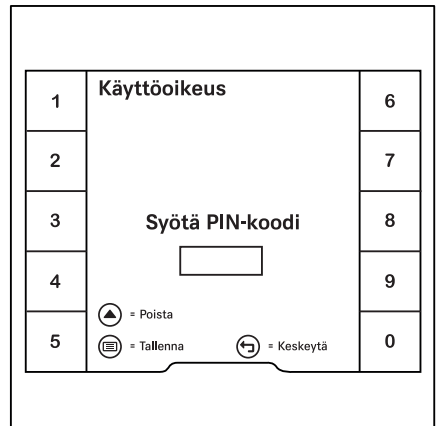 Käyttöoikeus
1
6
2
7
3
Syötä PIN-koodi
8
4
9
= Poista
5
= Tallenna
= Keskeytä
0